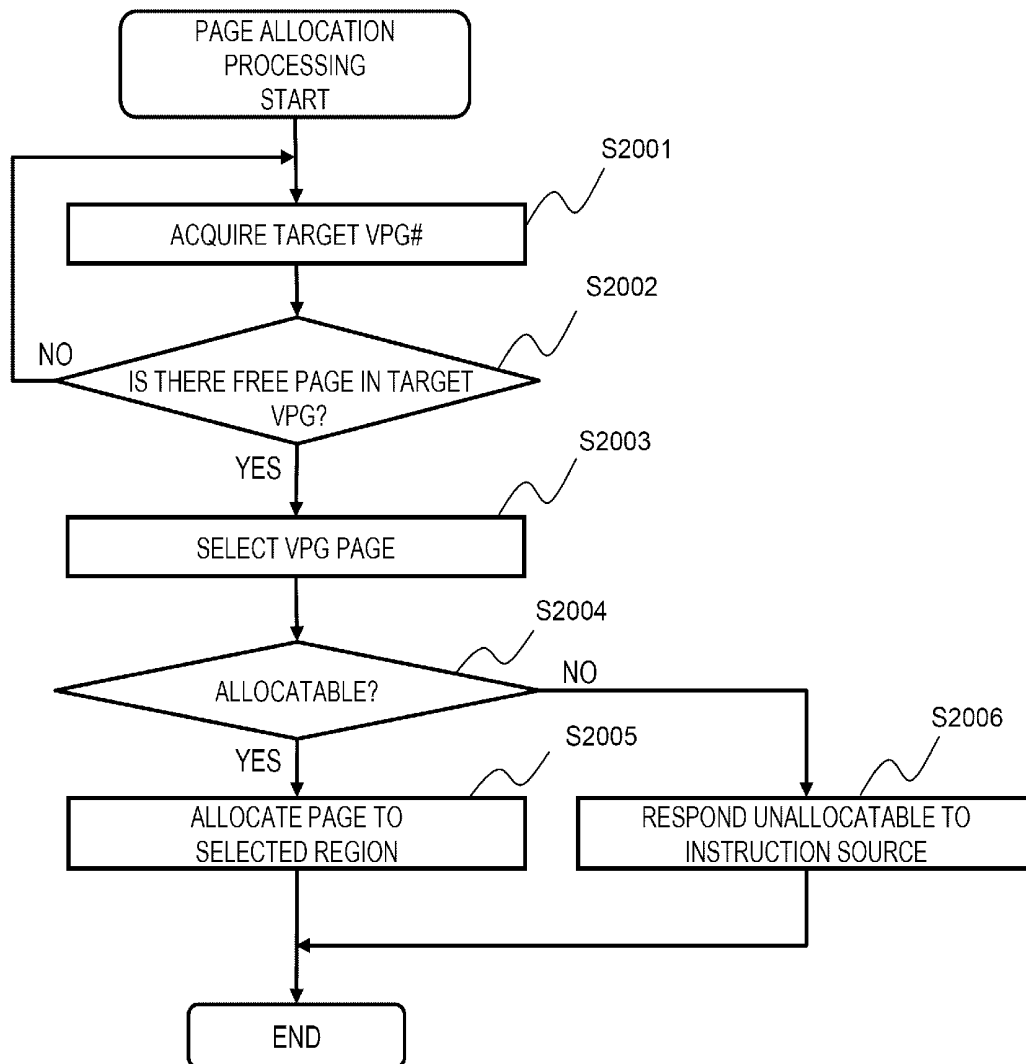 PAGE ALLOCATION
PROCESSING
START
S2001
ACQUIRE TARGET VPG#
S2002
NO
IS THERE FREE PAGE IN TARGET
VPG?
YES
S2003
SELECT VPG PAGE
S2004
ALLOCATABLE?
NO
YES
S2005
S2006
ALLOCATE PAGE TO
SELECTED REGION
RESPOND UNALLOCATABLE TO
INSTRUCTION SOURCE
END